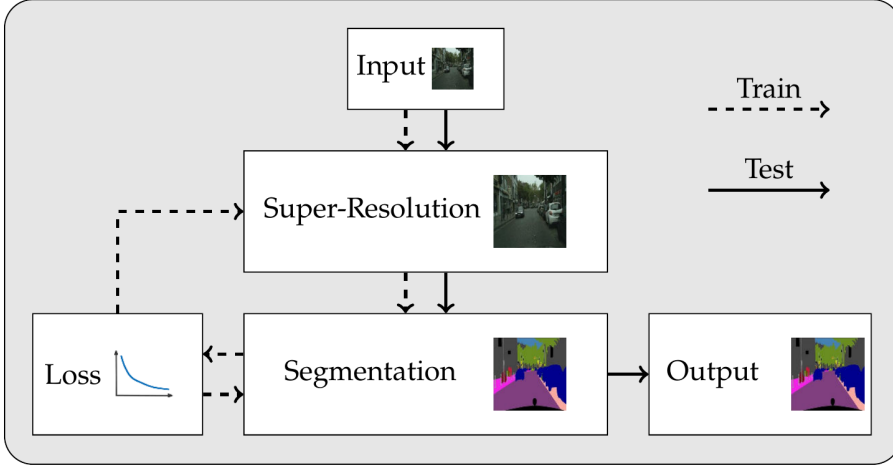 Input
Train
Test
Super-Resolution
Loss
Segmentation
Output